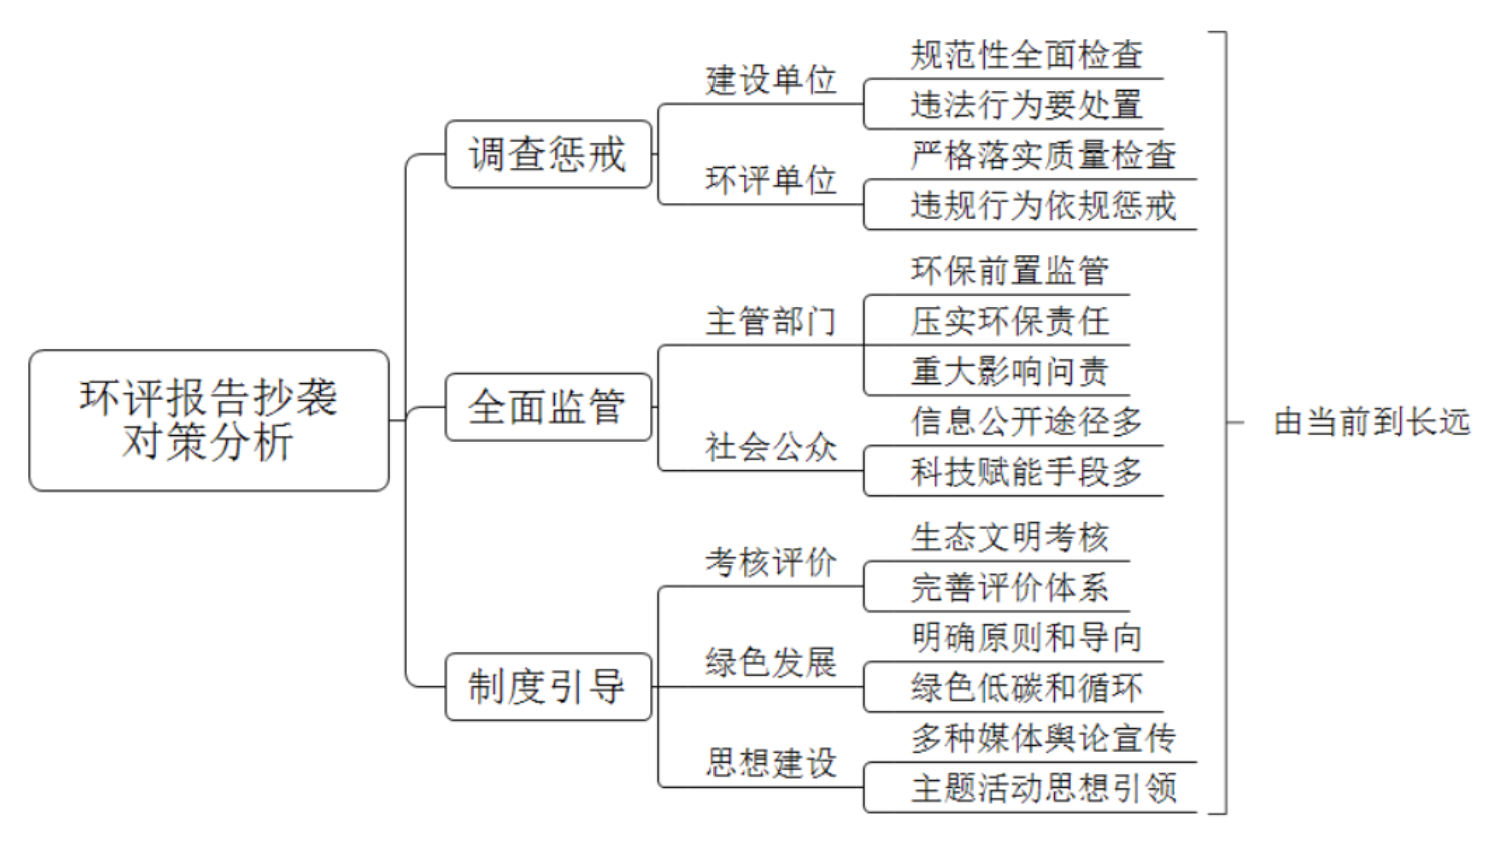 环评报告抄袭
对策分析
调查惩戒
建设单位
规范性全面检查
违法行为要处置
环评单位
严格落实质量检查
违规行为依规惩戒
全面监管
主管部门
环保前置监管
压实环保责任
重大影响问责
社会公众
信息公开途径多
科技赋能手段多
制度引导
考核评价
生态文明考核
完善评价体系
绿色发展
明确原则和导向
绿色低碳和循环
思想建设
多种媒体舆论宣传
主题活动思想引领
由当前到长远